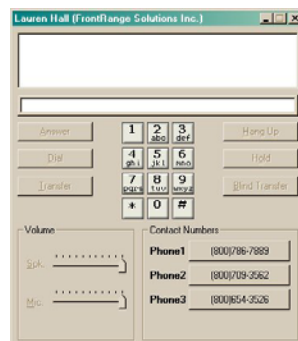 Lauren Hall (FrontRange Solutions Inc.)
Answer 1 2 abc 3 def Hang Up
Dial 4 ghi 5 jkl 6 mno Hold
Transfer 7 pqrs 8 tuv 9 wxyz Blind Transfer
* 0 #
Volume
Spk.
Mic.
Contact Numbers
Phone1 (800)786-7889
Phone2 (800)709-3562
Phone3 (800)654-3526